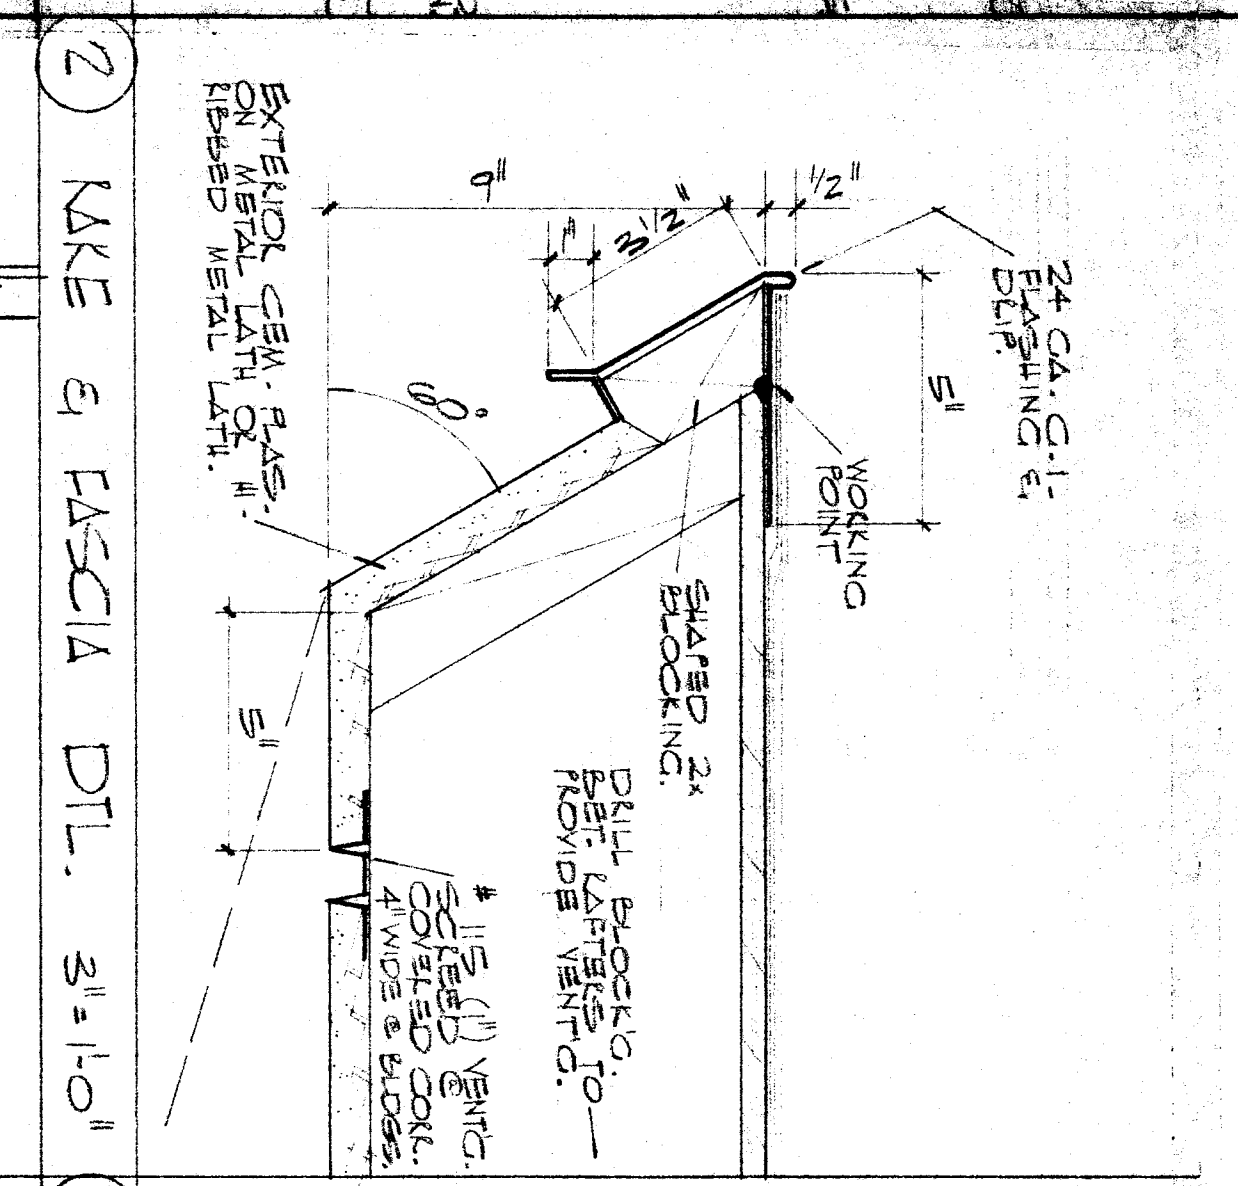 24 GA. G.I.
FLASHING &
DRIP.
1/2"
5"
9"
3 1/2"
1"
WORKING
POINT
60°
SHAPED 2x
BLOCKING.
DRILL BLOCK'G.
BET. RAFTERS TO
PROVIDE VENT'G.
EXTERIOR CEM. PLAS.
ON METAL LATH OR HI-
RIBBED METAL LATH.
5"
# 115 (1") VENT'G.
SCREED @
COVERED CORR.
4" WIDE @ BLDGS.
2 RAKE & FASCIA DTL. 3"=1'-0"